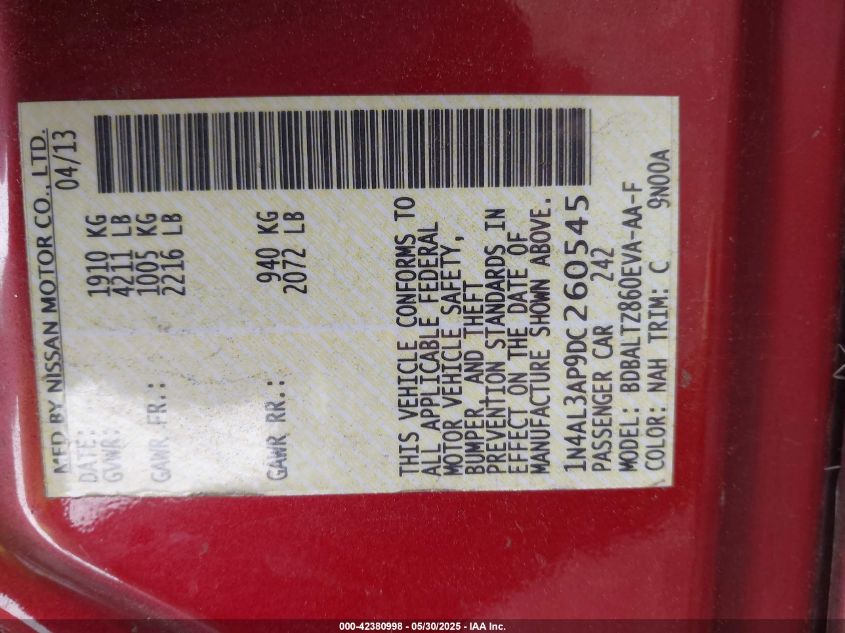 MFD BY NISSAN MOTOR CO., LTD.
DATE: 04/13
GVWR: 1910 KG
4211 LB
GAWR FR.: 1005 KG
2216 LB
GAWR RR.: 940 KG
2072 LB
THIS VEHICLE CONFORMS TO
ALL APPLICABLE FEDERAL
MOTOR VEHICLE SAFETY,
BUMPER, AND THEFT
PREVENTION STANDARDS IN
EFFECT ON THE DATE OF
MANUFACTURE SHOWN ABOVE.
1N4AL3AP9DC260545
PASSENGER CAR 242
MODEL: BDBALTZ860EVA-AA-F
COLOR: NAH TRIM: C 9N00A
000-42380998 - 05/30/2025 - IAA Inc.